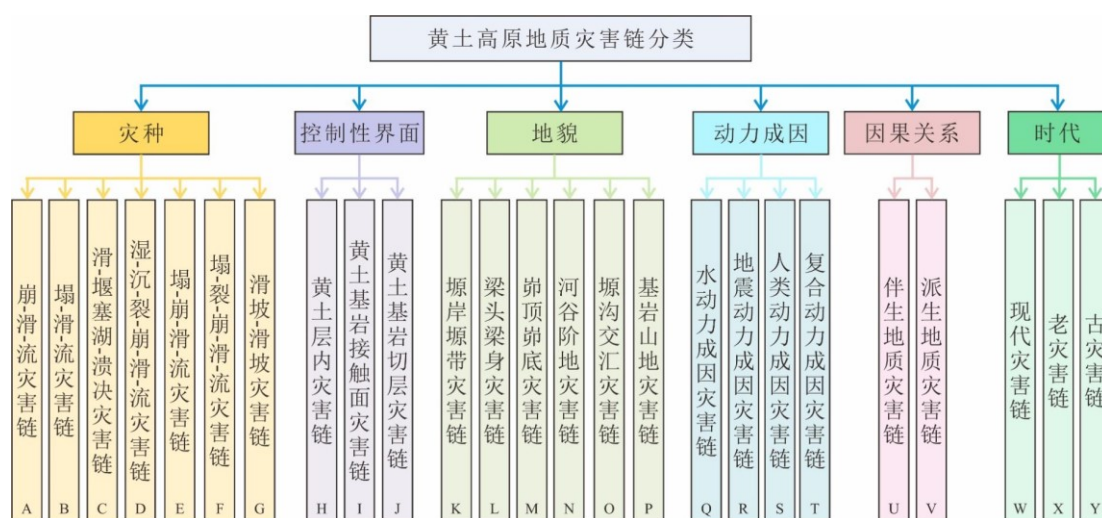 黄土高原地质灾害链分类
灾种
控制性界面
地貌
动力成因
因果关系
时代
崩-滑-流灾害链
A
塌-滑-流灾害链
B
滑-堰塞湖-溃决灾害链
C
湿-沉-裂-崩-滑-流灾害链
D
塌-崩-滑-流灾害链
E
塌-裂-崩-滑-流灾害链
F
滑坡-滑坡灾害链
G
黄土层内灾害链
H
黄土基岩接触面灾害链
I
黄土基岩切层灾害链
J
塬岸塬带灾害链
K
梁头梁身灾害链
L
峁顶峁底灾害链
M
河谷阶地灾害链
N
塬沟交汇灾害链
O
基岩山地灾害链
P
水动力成因灾害链
Q
地震动力成因灾害链
R
人类动力成因灾害链
S
复合动力成因灾害链
T
伴生地质灾害链
U
派生地质灾害链
V
现代灾害链
W
老灾害链
X
古灾害链
Y